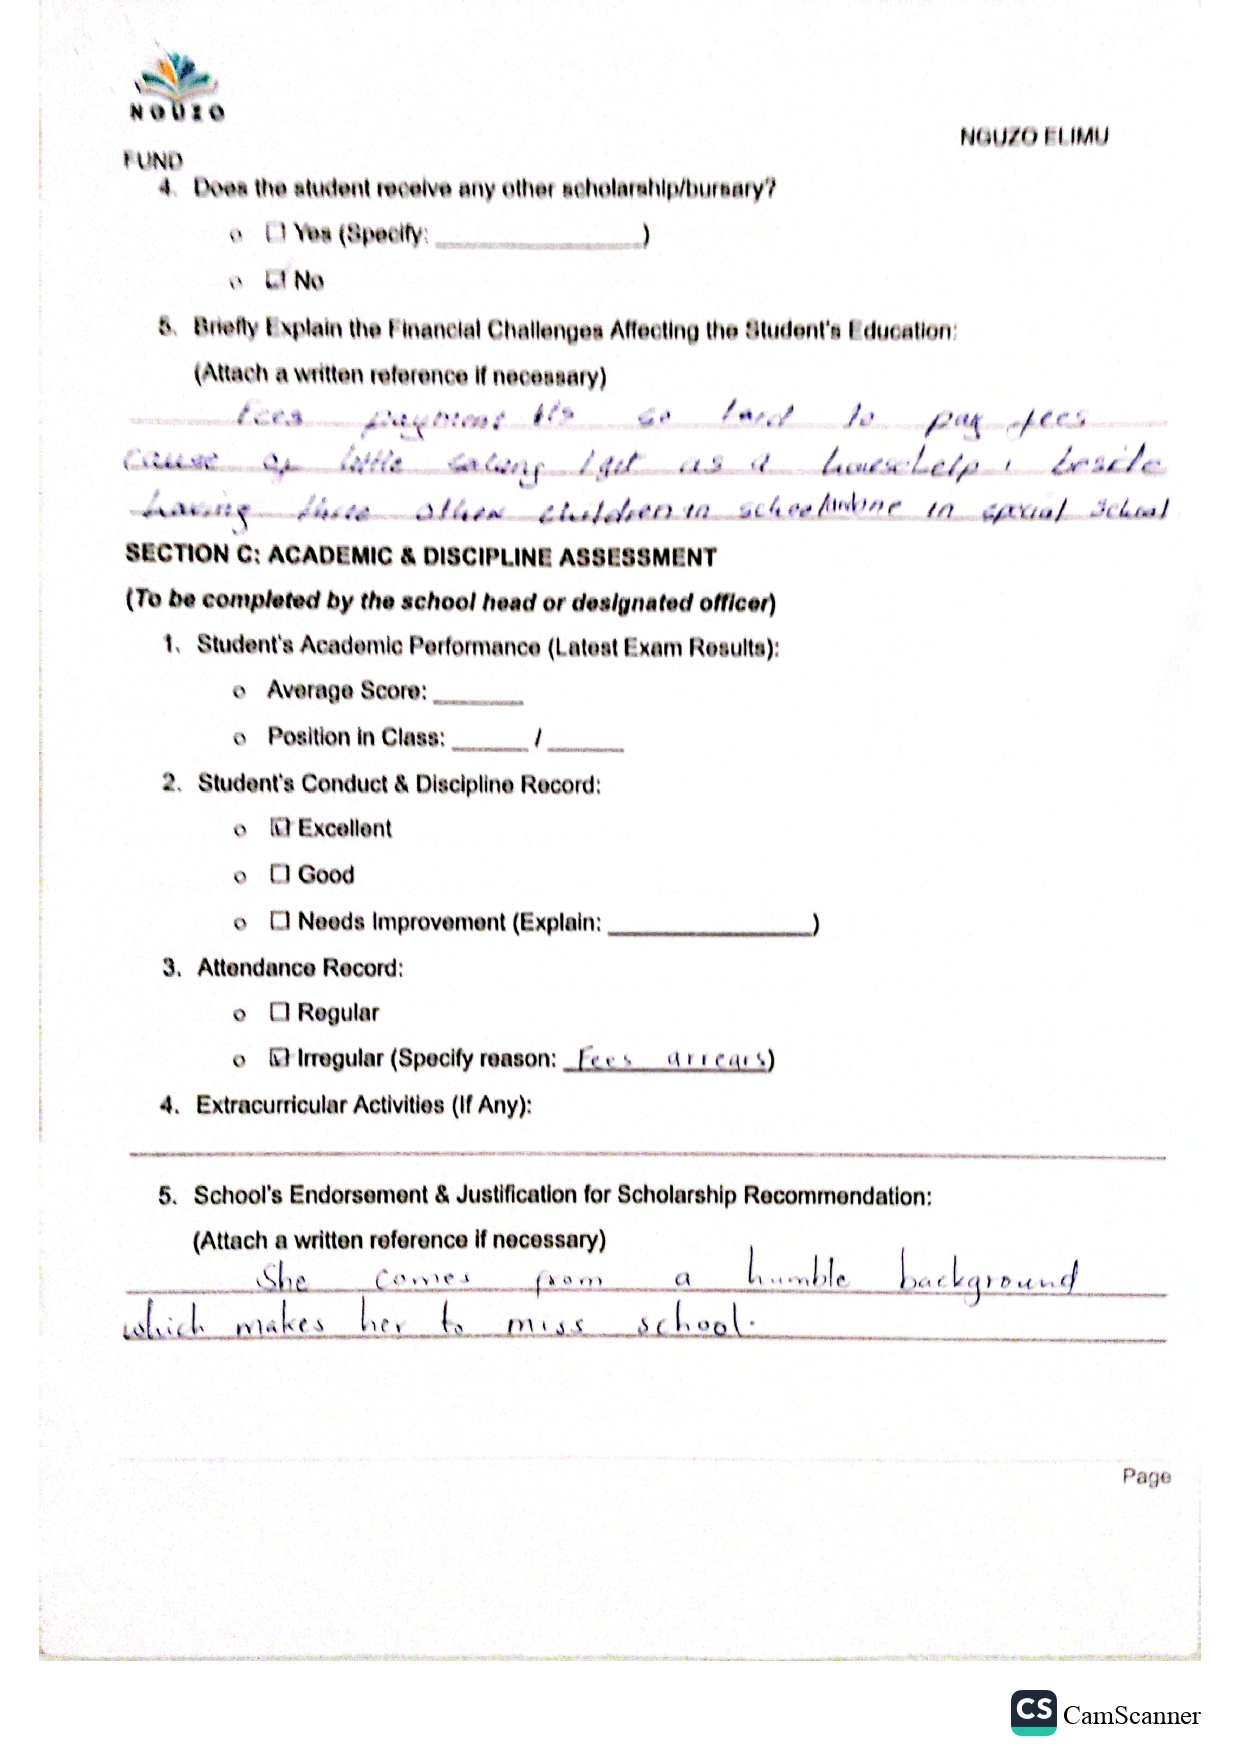 NGUZO
NGUZO ELIMU
FUND
4. Does the student receive any other scholarship/bursary?
o ☐ Yes (Specify: _______________)
o ☐ No
5. Briefly Explain the Financial Challenges Affecting the Student's Education:
(Attach a written reference if necessary)
Fees payment its so hard to pay fees
cause of little salary I get as a househelp, beside
having three other children in school in special school
SECTION C: ACADEMIC & DISCIPLINE ASSESSMENT
(To be completed by the school head or designated officer)
1. Student's Academic Performance (Latest Exam Results):
o Average Score: _______
o Position in Class: ______ / ______
2. Student's Conduct & Discipline Record:
o ☑ Excellent
o ☐ Good
o ☐ Needs Improvement (Explain: _______________)
3. Attendance Record:
o ☐ Regular
o ☑ Irregular (Specify reason: Fees arrears)
4. Extracurricular Activities (If Any):
5. School's Endorsement & Justification for Scholarship Recommendation:
(Attach a written reference if necessary)
She comes from a humble background
which makes her to miss school.
Page
CS CamScanner